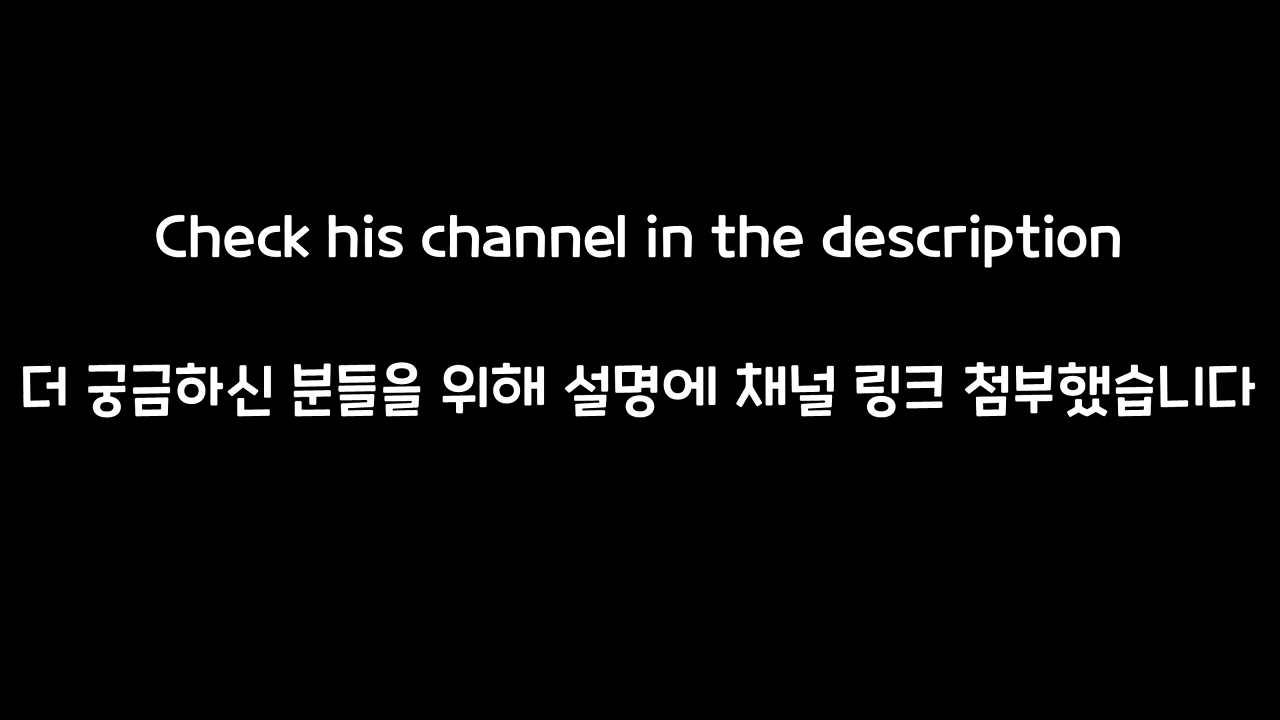 Check his channel in the description
더 궁금하신 분들을 위해 설명에 채널 링크 첨부했습니다